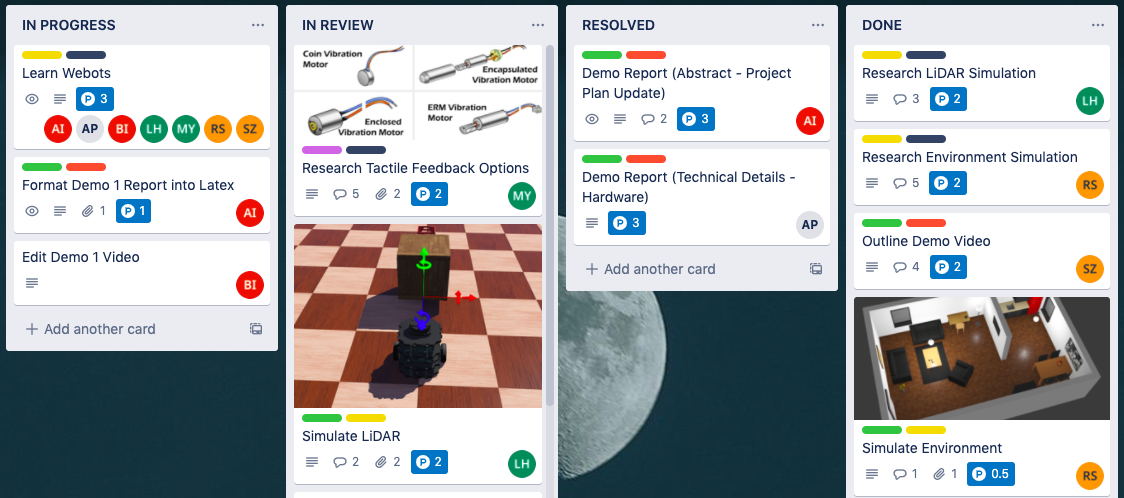 IN PROGRESS
Learn Webots
P 3
AI AP BI LH MY RS SZ
Format Demo 1 Report into Latex
1 P 1 AI
Edit Demo 1 Video
BI
+ Add another card
IN REVIEW
Coin Vibration
Motor
Encapsulated
Vibration Motor
Enclosed
Vibration Motor
ERM Vibration
Motor
Research Tactile Feedback Options
5 2 P 2 MY
Simulate LiDAR
2 2 P 2 LH
RESOLVED
Demo Report (Abstract - Project
Plan Update)
2 P 3 AI
Demo Report (Technical Details -
Hardware)
P 3 AP
+ Add another card
DONE
Research LiDAR Simulation
3 P 2 LH
Research Environment Simulation
5 P 2 RS
Outline Demo Video
4 P 2 SZ
Simulate Environment
1 1 P 0.5 RS